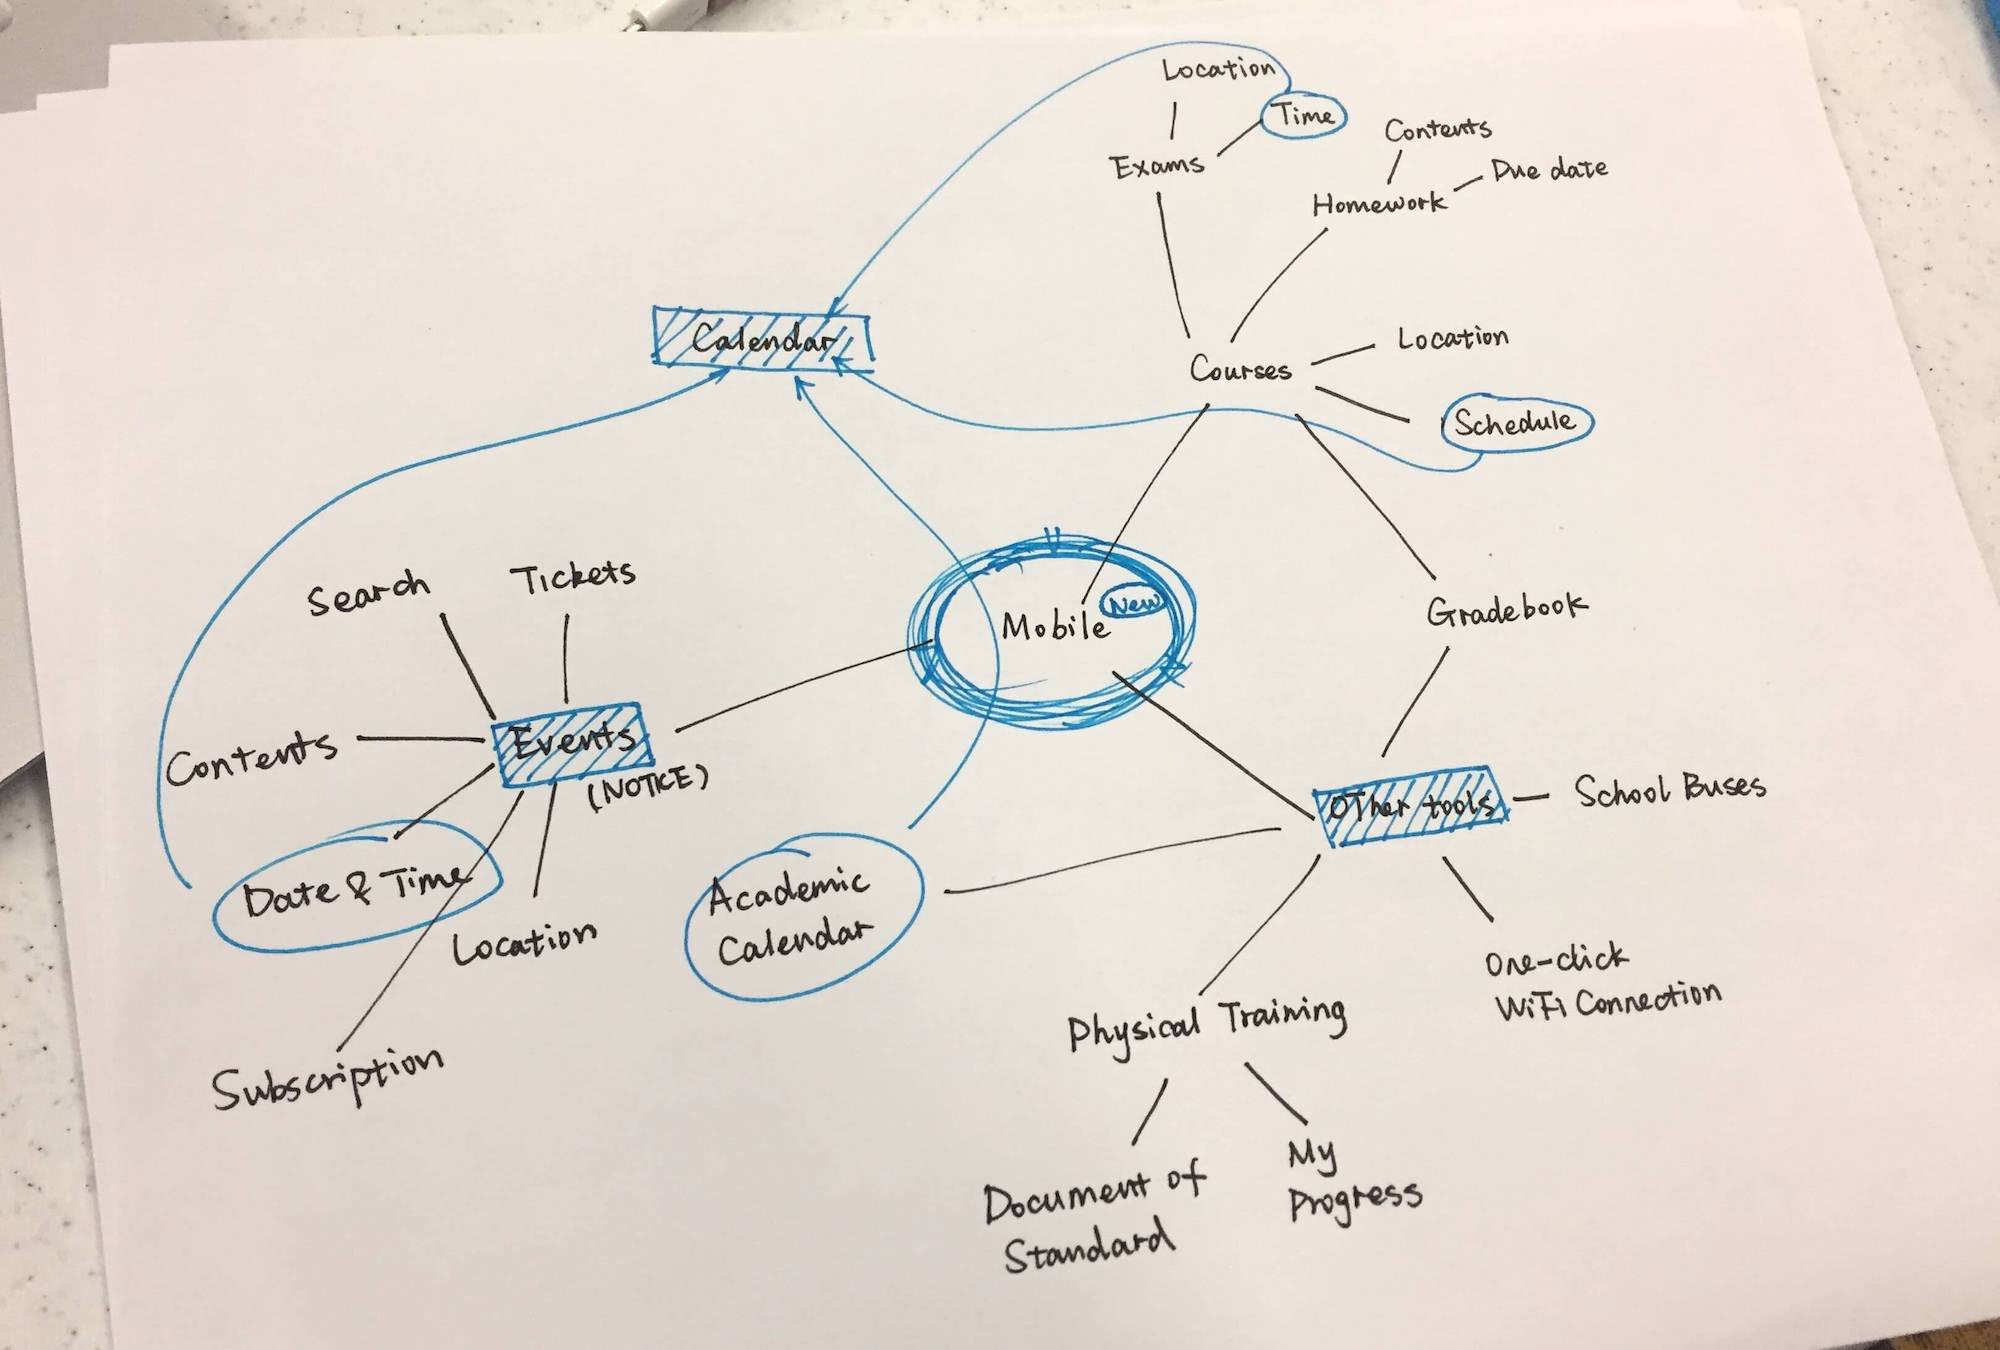 Location
Time
Contents
Exams
Due date
Homework
Calendar
Location
Courses
Schedule
Search
Tickets
New
Mobile
Gradebook
Events
(NOTICE)
Contents
Other tools
School Buses
Date & Time
Location
Academic
Calendar
One-click
WiFi Connection
Physical Training
Subscription
My
Progress
Document of
Standard